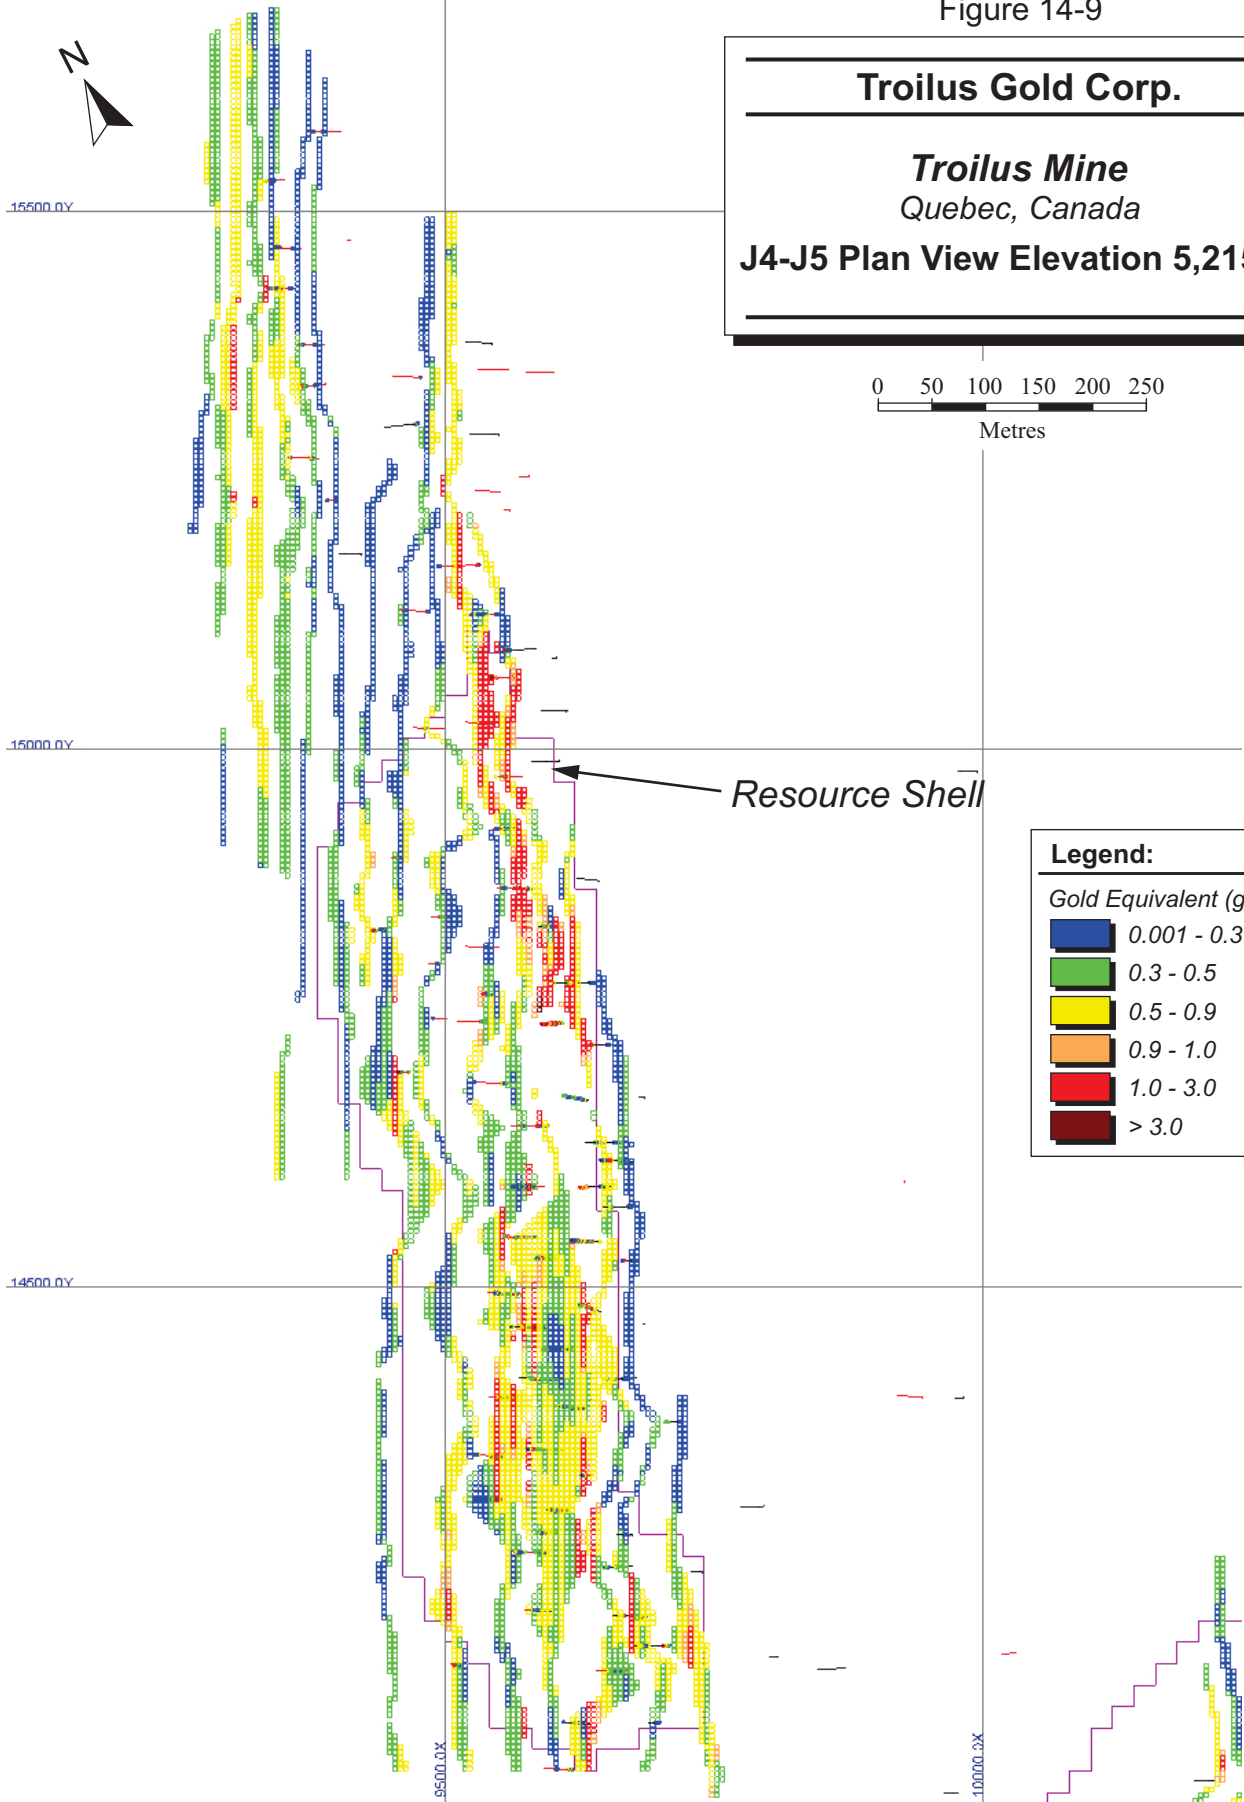 Figure 14-9
N
Troilus Gold Corp.
Troilus Mine
Quebec, Canada
J4-J5 Plan View Elevation 5,215
0 50 100 150 200 250
Metres
15500.0Y
15000.0Y
Resource Shell
Legend:
Gold Equivalent (g
0.001 - 0.3
0.3 - 0.5
0.5 - 0.9
0.9 - 1.0
1.0 - 3.0
> 3.0
14500.0Y
9500.0X
10000.0X